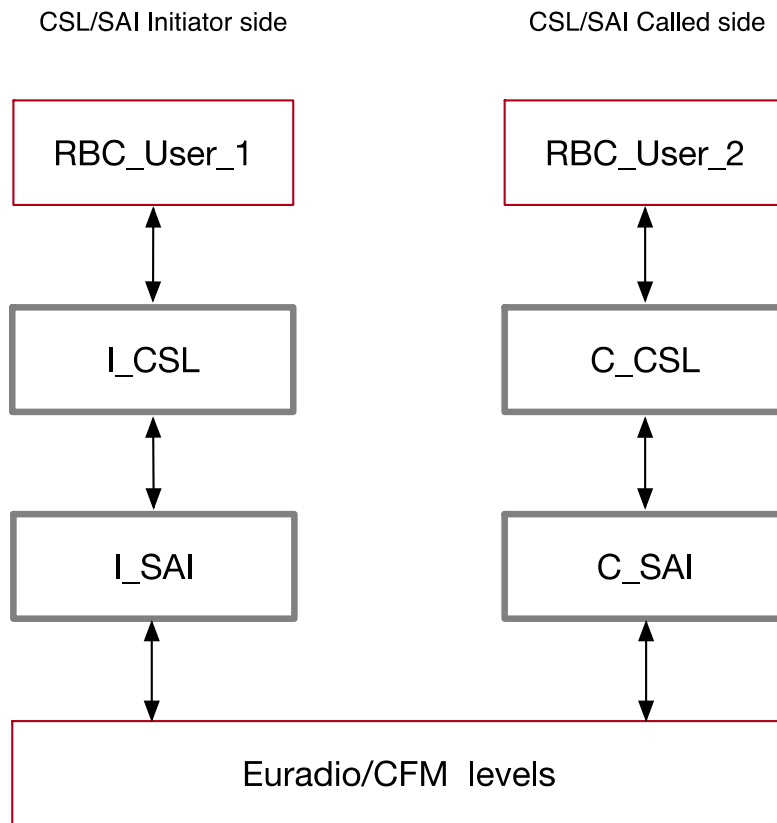 CSL/SAI Initiator side
CSL/SAI Called side
RBC_User_1
RBC_User_2
I_CSL
C_CSL
I_SAI
C_SAI
Euradio/CFM levels